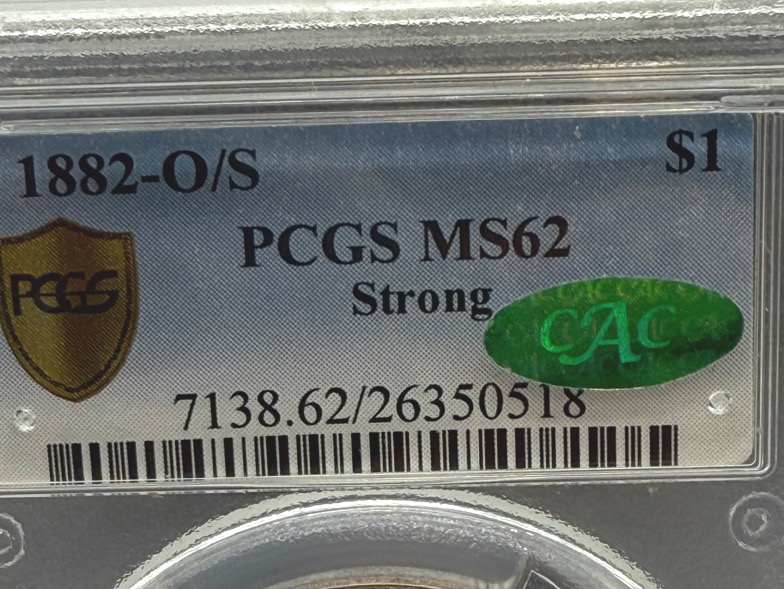 1882-O/S $1
PCGS MS62
Strong
PCGS
CAC
7138.62/26350518